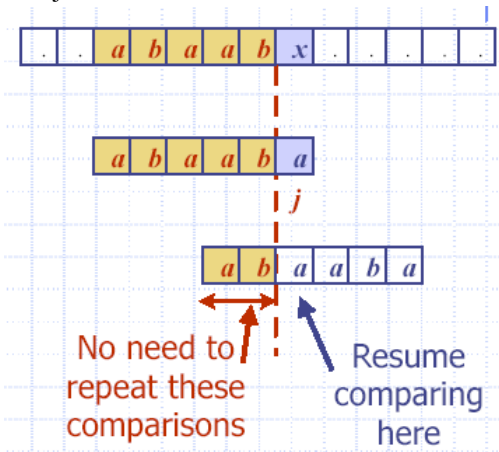 . . a b a a b x . . . . .
a b a a b a
j
a b a a b a
No need to
repeat these
comparisons
Resume
comparing
here